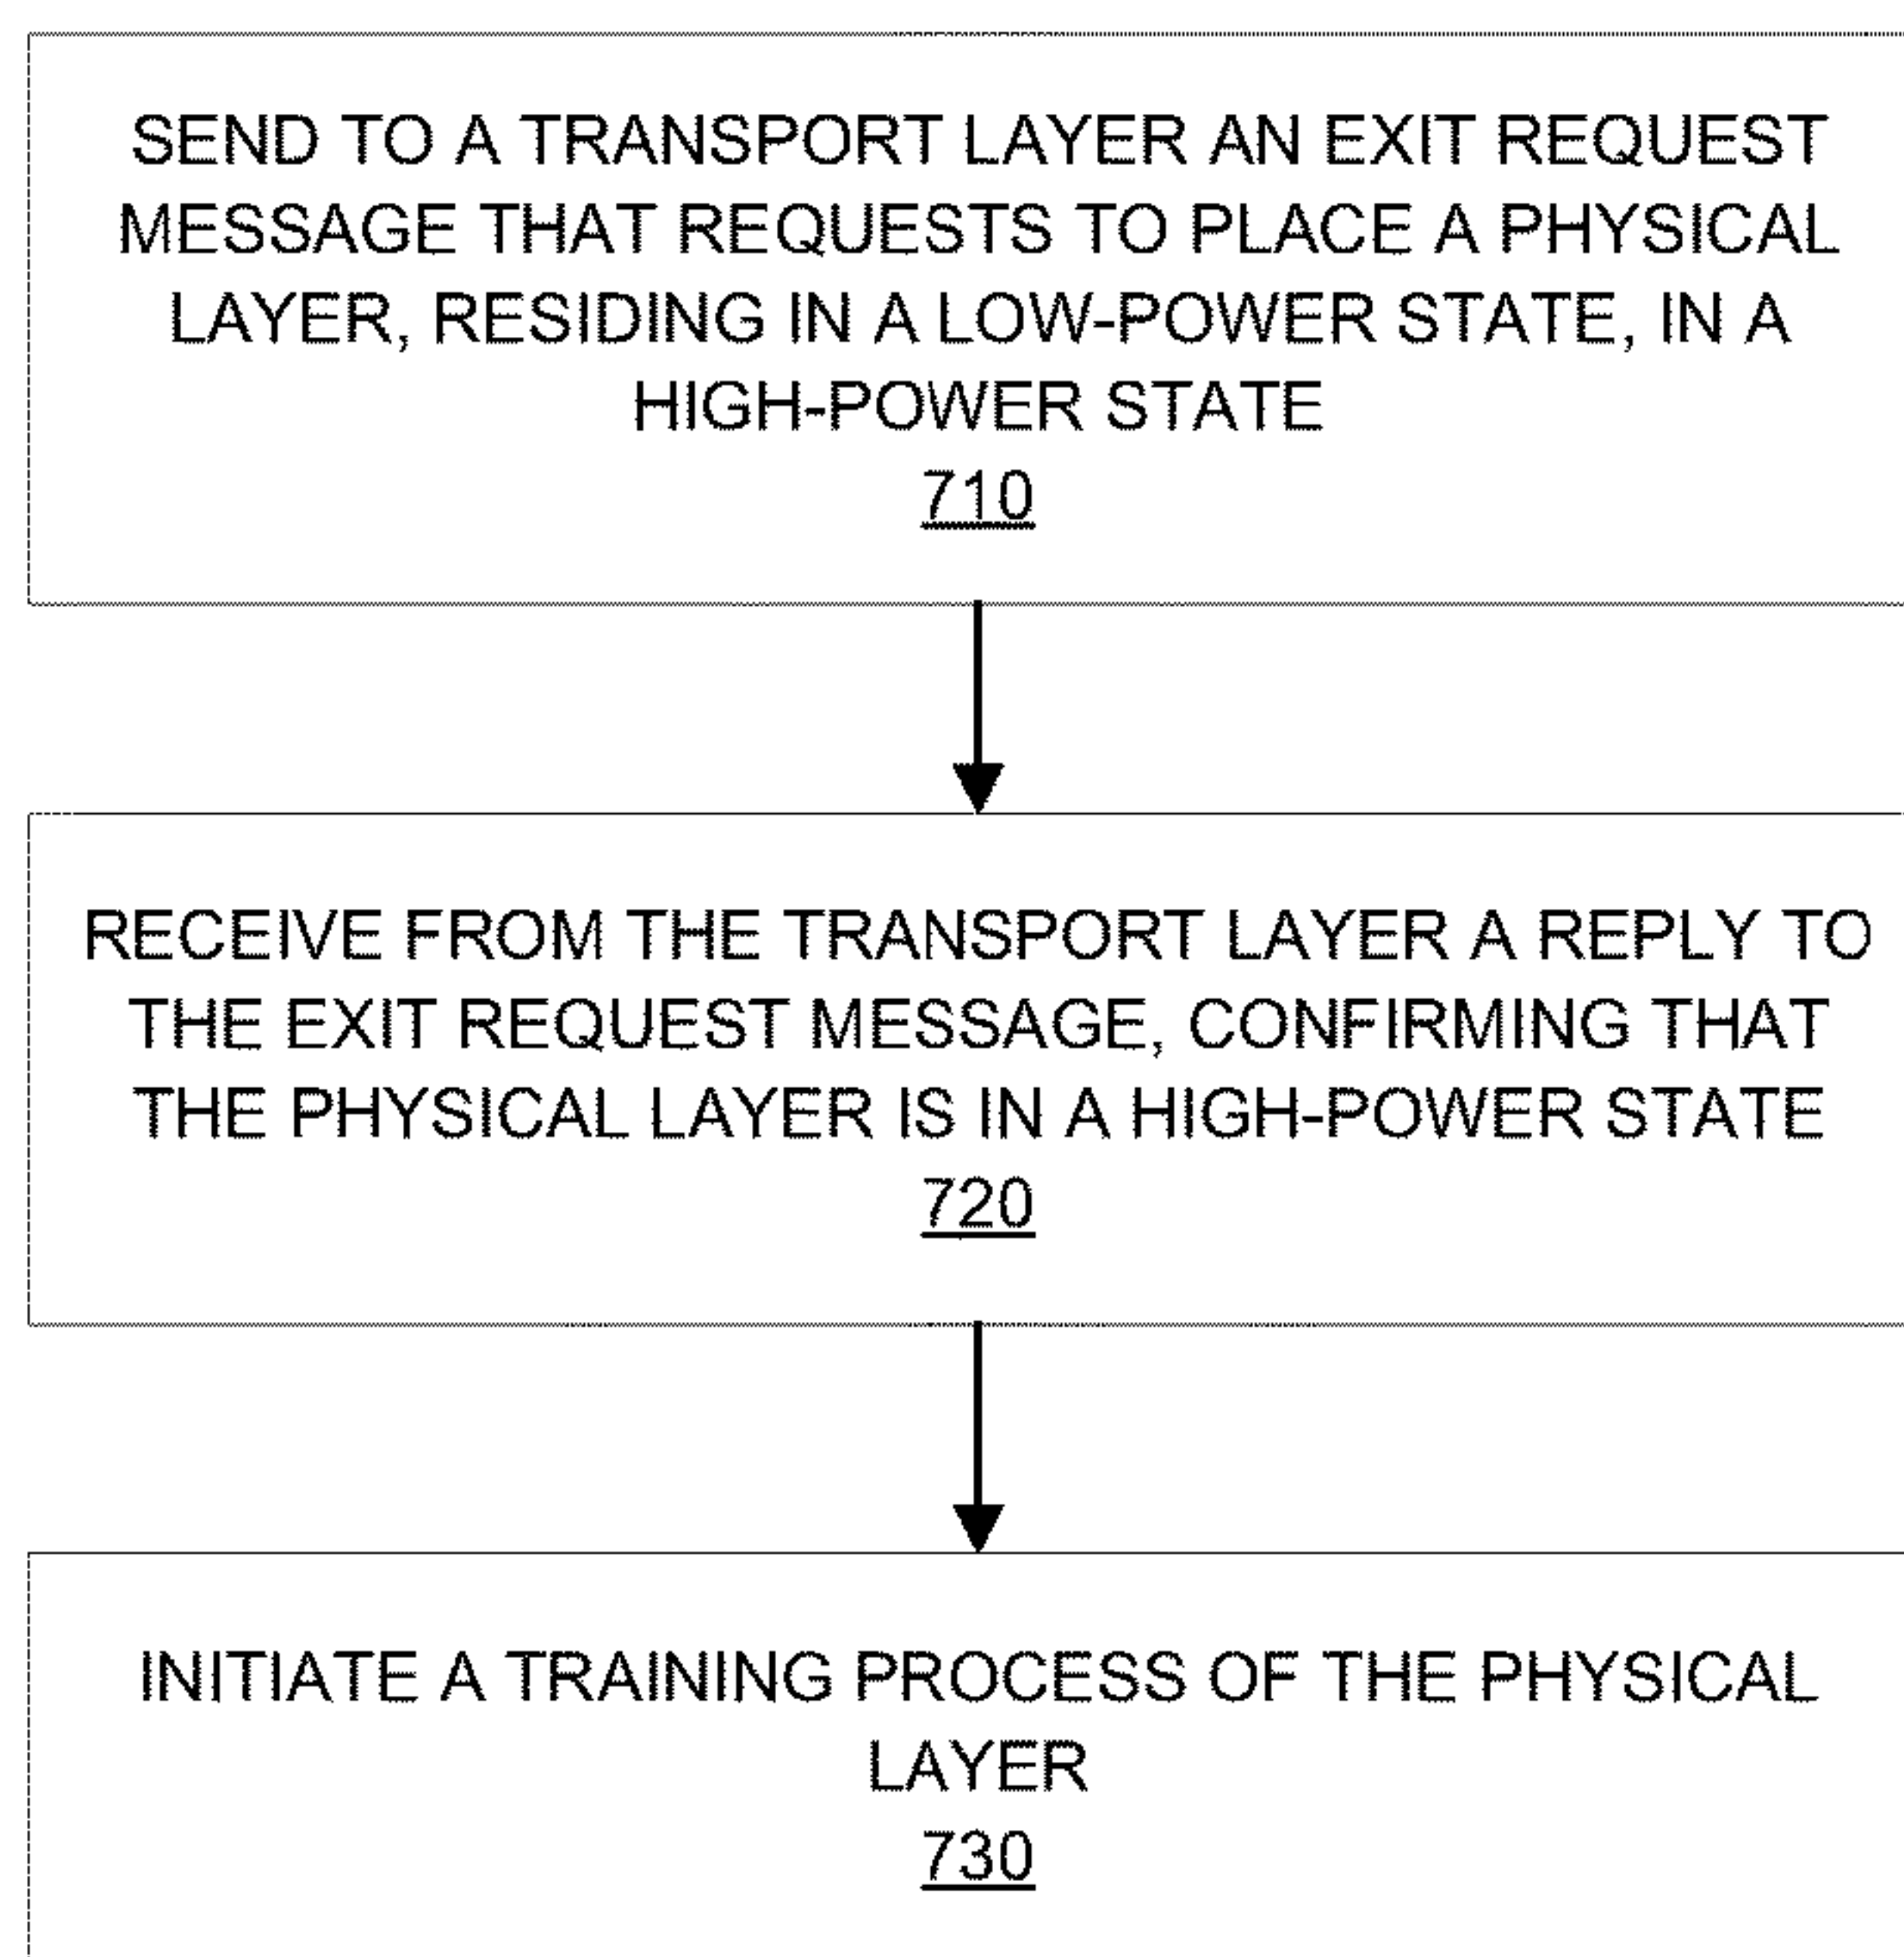 SEND TO A TRANSPORT LAYER AN EXIT REQUEST
MESSAGE THAT REQUESTS TO PLACE A PHYSICAL
LAYER, RESIDING IN A LOW-POWER STATE, IN A
HIGH-POWER STATE
710
RECEIVE FROM THE TRANSPORT LAYER A REPLY TO
THE EXIT REQUEST MESSAGE, CONFIRMING THAT
THE PHYSICAL LAYER IS IN A HIGH-POWER STATE
720
INITIATE A TRAINING PROCESS OF THE PHYSICAL
LAYER
730